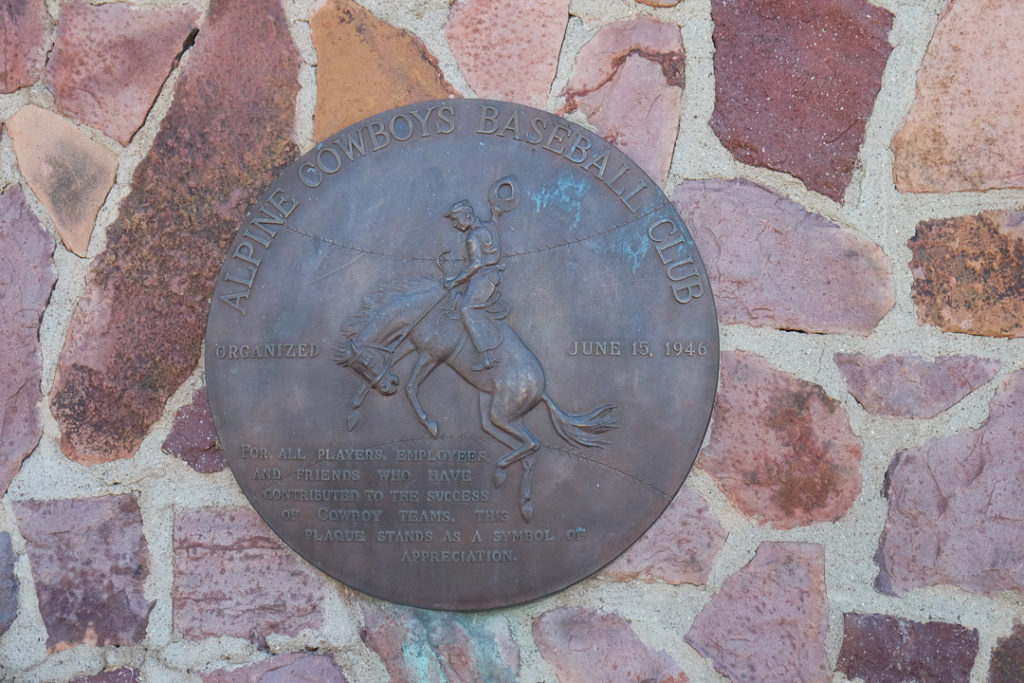 ALPINE COWBOYS BASEBALL CLUB
ORGANIZED JUNE 15, 1946
FOR ALL PLAYERS, EMPLOYEES
AND FRIENDS WHO HAVE
CONTRIBUTED TO THE SUCCESS
OF COWBOY TEAMS. THIS
PLAQUE STANDS AS A SYMBOL OF
APPRECIATION.